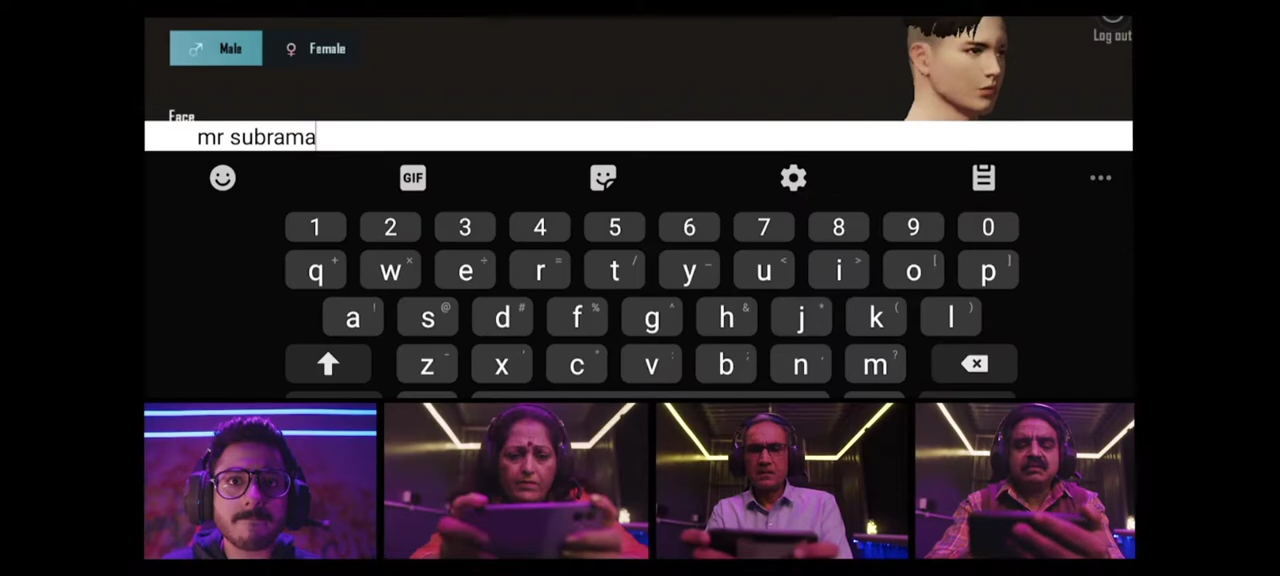 Male Female
Log out
Face
mr subrama
GIF
1 2 3 4 5 6 7 8 9 0
q + w × e ÷ r = t / y _ u < i > o [ p ]
a ! s @ d # f % g ^ h & j * k ( l )
z - x ' c " v : b ; n , m ?